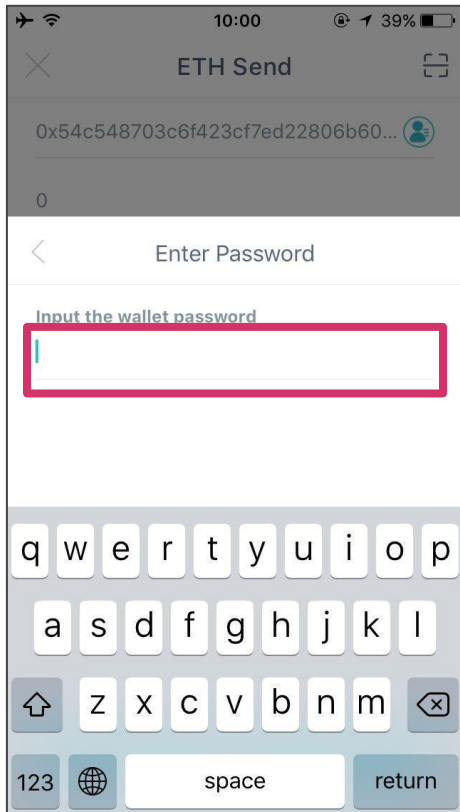 10:00 39%
ETH Send
0x54c548703c6f423cf7ed22806b60...
0
Enter Password
Input the wallet password
q w e r t y u i o p
a s d f g h j k l
z x c v b n m
123 space return